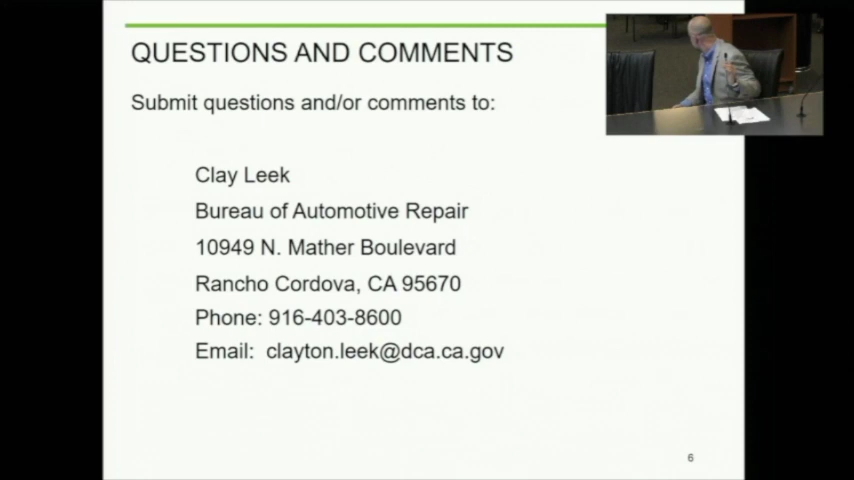 QUESTIONS AND COMMENTS
Submit questions and/or comments to:
Clay Leek
Bureau of Automotive Repair
10949 N. Mather Boulevard
Rancho Cordova, CA 95670
Phone: 916-403-8600
Email: clayton.leek@dca.ca.gov
6